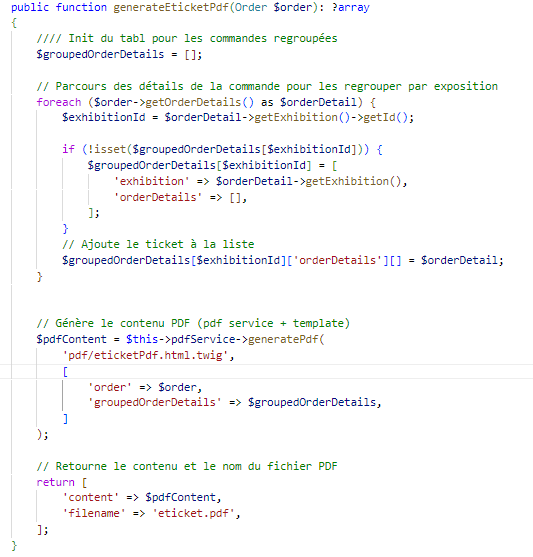 public function generateEticketPdf(Order $order): ?array
{
//// Init du tabl pour les commandes regroupées
$groupedOrderDetails = [];
// Parcours des détails de la commande pour les regrouper par exposition
foreach ($order->getOrderDetails() as $orderDetail) {
$exhibitionId = $orderDetail->getExhibition()->getId();
if (!isset($groupedOrderDetails[$exhibitionId])) {
$groupedOrderDetails[$exhibitionId] = [
'exhibition' => $orderDetail->getExhibition(),
'orderDetails' => [],
];
}
// Ajoute le ticket à la liste
$groupedOrderDetails[$exhibitionId]['orderDetails'][] = $orderDetail;
}
// Génère le contenu PDF (pdf service + template)
$pdfContent = $this->pdfService->generatePdf(
'pdf/eticketPdf.html.twig',
[
'order' => $order,
'groupedOrderDetails' => $groupedOrderDetails,
]
);
// Retourne le contenu et le nom du fichier PDF
return [
'content' => $pdfContent,
'filename' => 'eticket.pdf',
];
}